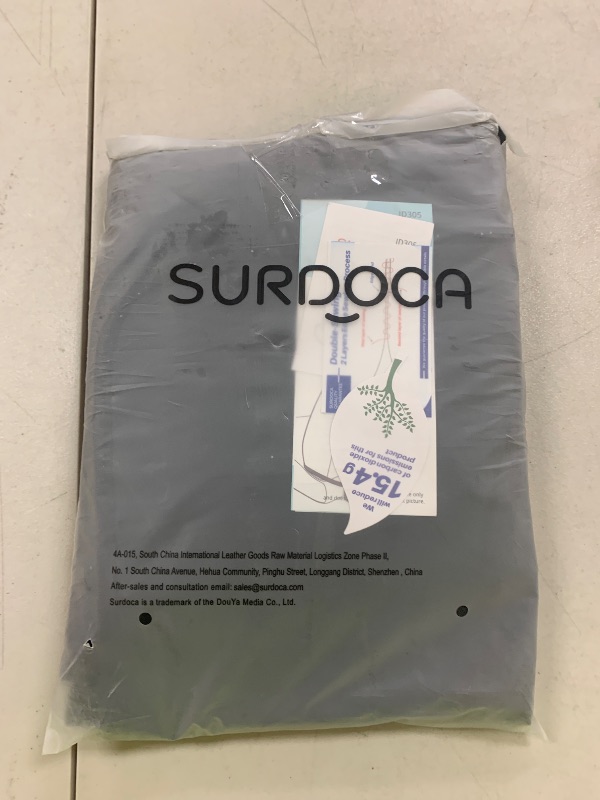 ID305
SURDOCA
Double
2 Layers
Process
We
will reduce
15.4g
of carbon dioxide
emissions for this
product
4A-015, South China International Leather Goods Raw Material Logistics Zone Phase II,
No. 1 South China Avenue, Hehua Community, Pinghu Street, Longgang District, Shenzhen , China
After-sales and consultation email: sales@surdoca.com
Surdoca is a trademark of the DouYa Media Co., Ltd.